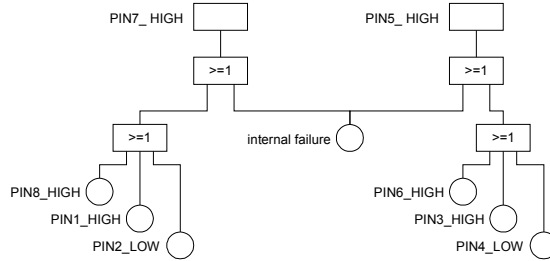 PIN7_ HIGH
PIN5_ HIGH
>=1
>=1
>=1
internal failure
>=1
PIN8_HIGH
PIN6_HIGH
PIN1_HIGH
PIN3_HIGH
PIN2_LOW
PIN4_LOW